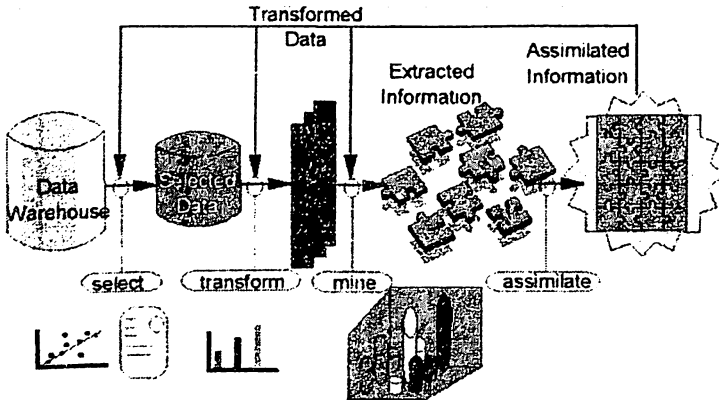 Transformed
Data
Assimilated
Information
Extracted
Information
Data
Warehouse
Selected
Data
select
transform
mine
assimilate